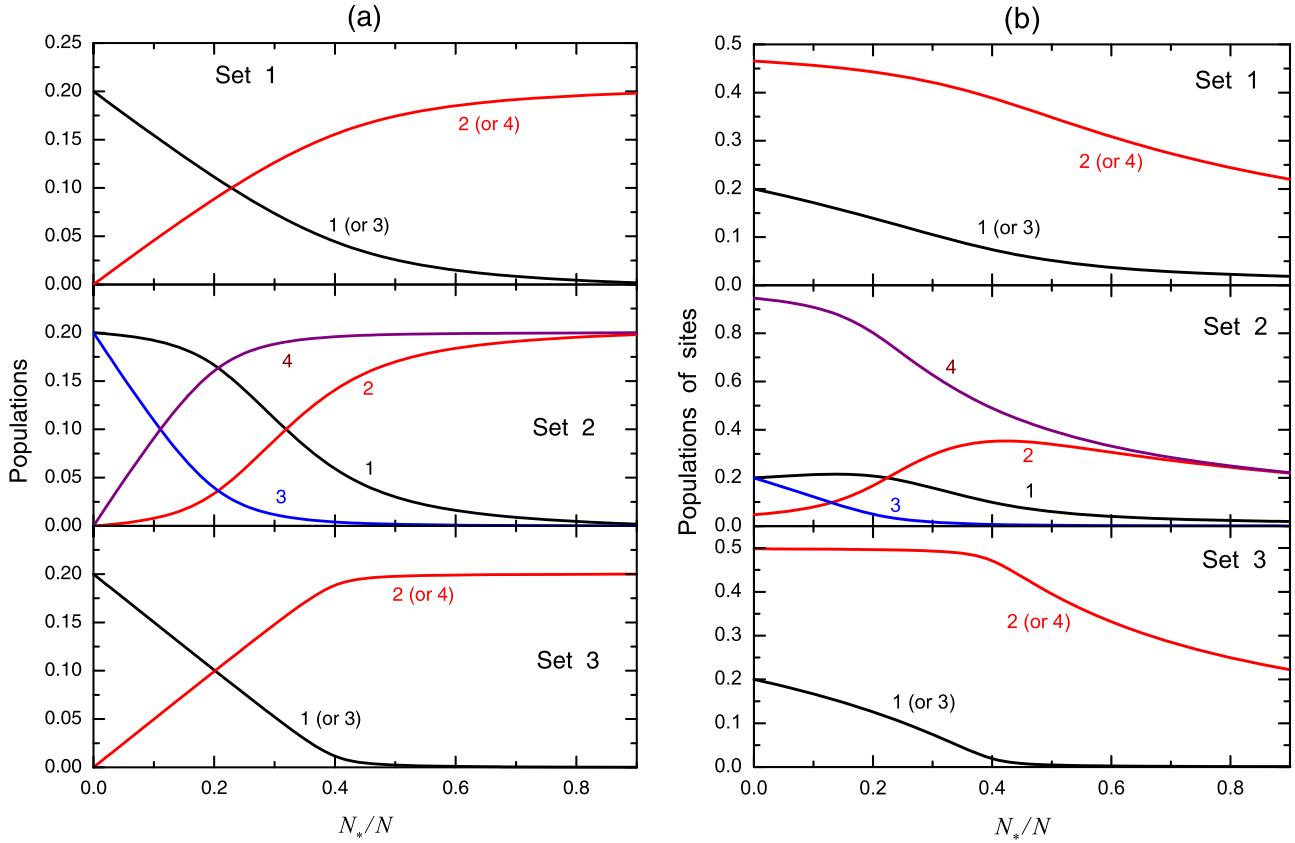 (a)
0.25
0.20
0.15
0.10
0.05
0.00
Set 1
2 (or 4)
1 (or 3)
0.20
0.15
0.10
0.05
0.00
Set 2
4
2
1
3
0.20
0.15
0.10
0.05
0.00
Set 3
2 (or 4)
1 (or 3)
0.0 0.2 0.4 0.6 0.8
N*/N
Populations
(b)
0.5
0.4
0.3
0.2
0.1
0.0
Set 1
2 (or 4)
1 (or 3)
0.8
0.6
0.4
0.2
0.0
Set 2
4
2
1
3
0.5
0.4
0.3
0.2
0.1
0.0
Set 3
2 (or 4)
1 (or 3)
0.0 0.2 0.4 0.6 0.8
N*/N
Populations of sites